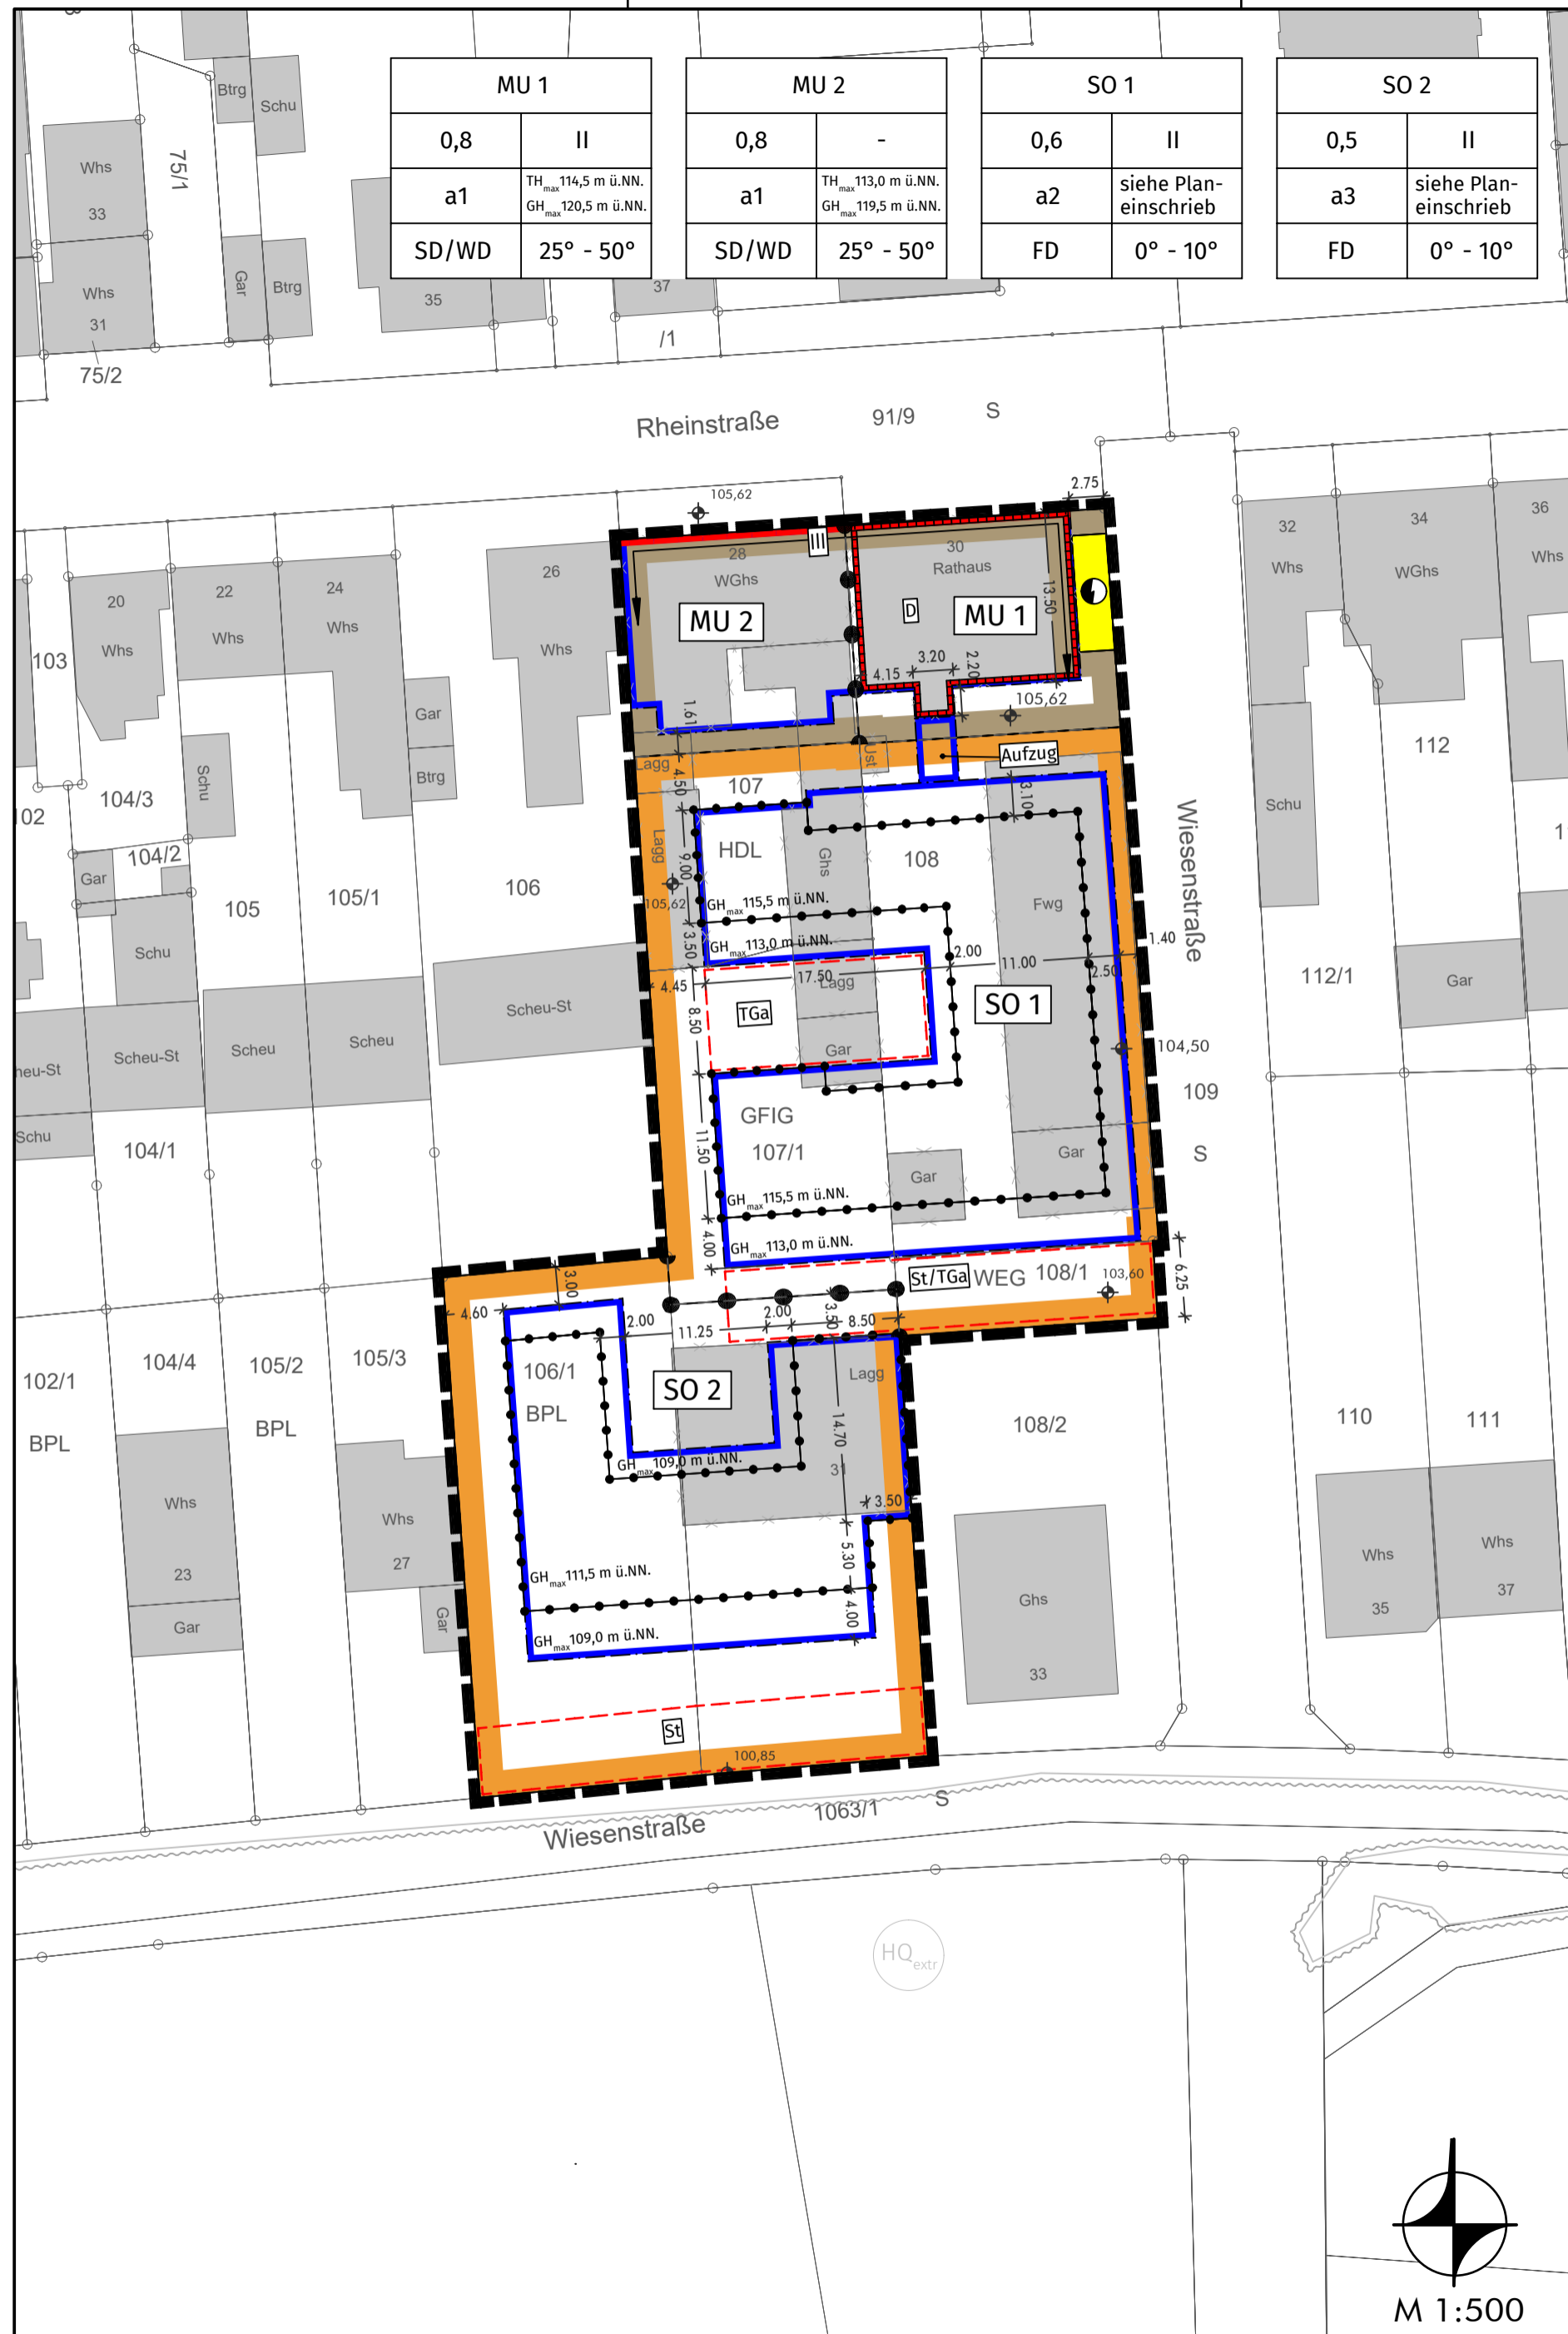 MU 1
0,8 II
a1 THmax 114,5 m ü.NN.
GHmax 120,5 m ü.NN.
SD/WD 25° - 50°
MU 2
0,8 -
a1 THmax 113,0 m ü.NN.
GHmax 119,5 m ü.NN.
SD/WD 25° - 50°
SO 1
0,6 II
a2 siehe Plan-
einschrieb
FD 0° - 10°
SO 2
0,5 II
a3 siehe Plan-
einschrieb
FD 0° - 10°
Btrg
Schu
Whs
33
75/1
Whs
31
Gar
Btrg
35
37
/1
75/2
Rheinstraße 91/9 S
105,62
2.75
32
Whs
34
WGhs
36
Whs
20
Whs
22
Whs
24
Whs
26
Whs
28
WGhs
III
30
Rathaus
MU 2
D
MU 1
13.50
4.15
3.20
2.20
105,62
103
104/3
Schu
Gar
Btrg
1.61
Lagg
4.50
107
Ust
Aufzug
3.10
Wiesenstraße
112
Schu
102
104/2
Gar
105
105/1
106
Lagg
9.00
HDL
Ghs
108
Fwg
105,62
GHmax 115,5 m ü.NN.
3.50
GHmax 113,0 m ü.NN.
2.00
11.00
2.50
1.40
Schu
4.45
17.50
Lagg
8.50
TGa
Gar
SO 1
112/1
Gar
104,50
109
S
Scheu-St
Scheu
Scheu
Scheu-St
Schu
104/1
GFIG
107/1
11.50
Gar
Gar
GHmax 115,5 m ü.NN.
4.00
GHmax 113,0 m ü.NN.
St/TGa
WEG 108/1
103,60
6.25
3.00
4.60
2.00
11.25
2.00
3.50
8.50
102/1
BPL
104/4
105/2
BPL
105/3
106/1
BPL
SO 2
Lagg
14.70
31
GHmax 109,0 m ü.NN.
3.50
108/2
110
111
Whs
23
Gar
Whs
27
Gar
GHmax 111,5 m ü.NN.
5.30
4.00
GHmax 109,0 m ü.NN.
Ghs
33
Whs
35
Whs
37
St
100,85
Wiesenstraße 1063/1 S
HQextr
M 1:500